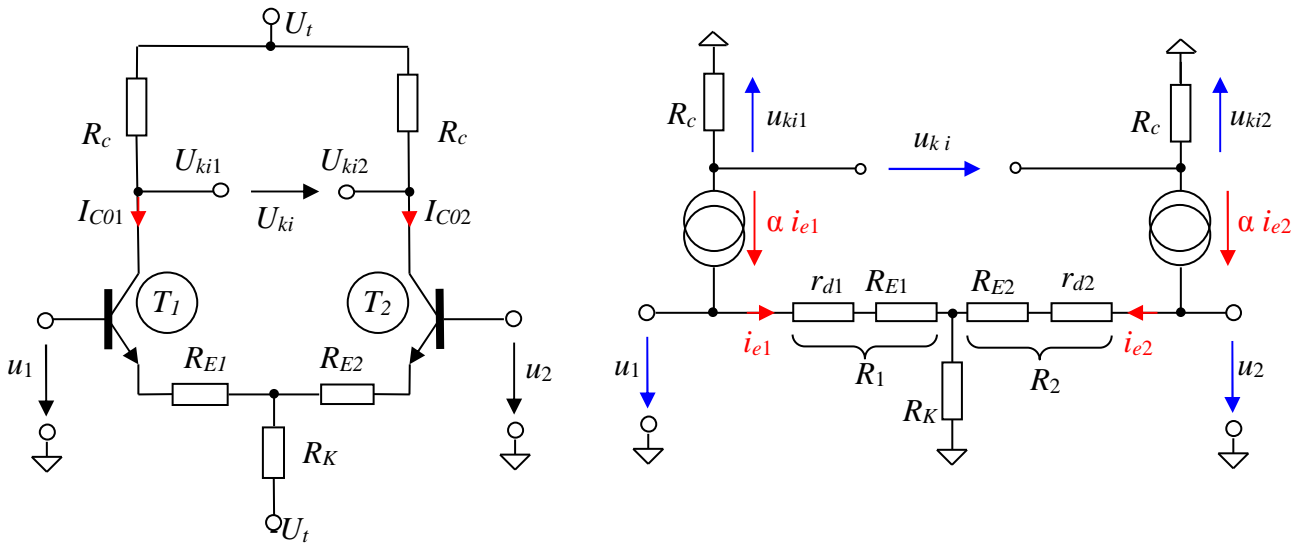 U_t
R_c
R_c
U_ki1
U_ki2
I_C01
U_ki
I_C02
T_1
T_2
R_E1
R_E2
u_1
u_2
R_K
-U_t
R_c
u_ki1
u_k i
R_c
u_ki2
α i_e1
α i_e2
r_d1
R_E1
R_E2
r_d2
i_e1
i_e2
u_1
R_1
R_2
u_2
R_K